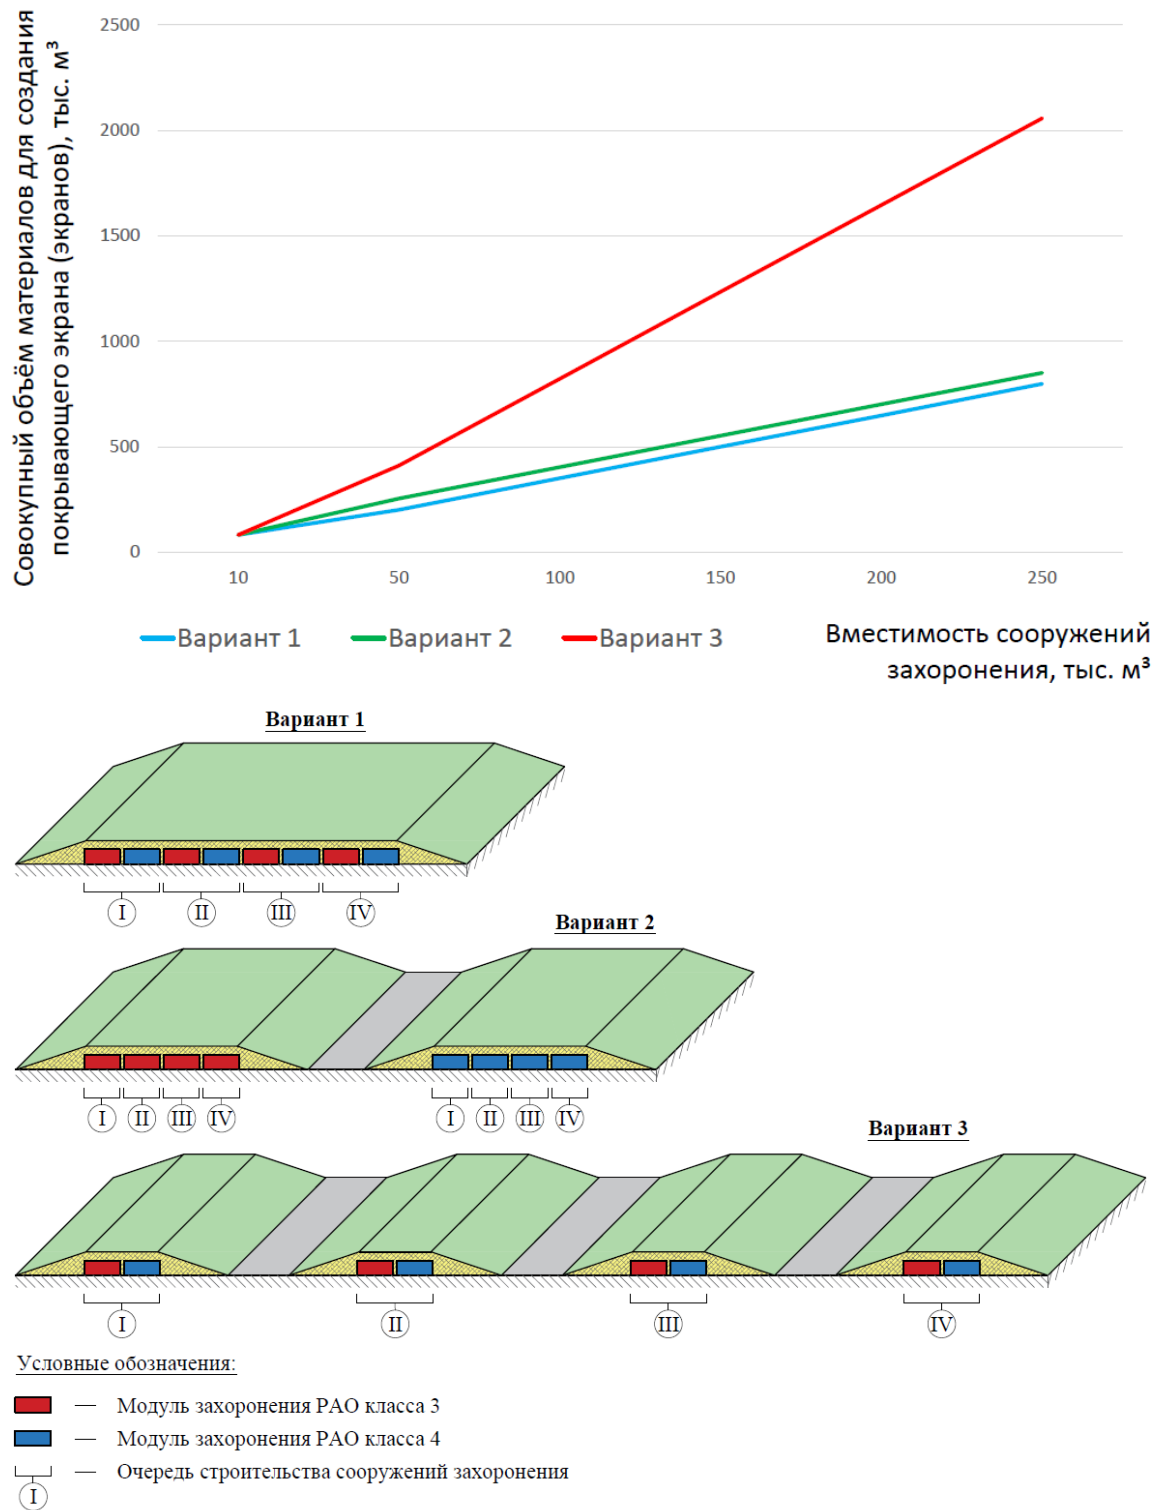 Совокупный объём материалов для создания
покрывающего экрана (экранов), тыс. м³
2500
2000
1500
1000
500
0
10 50 100 150 200 250
Вариант 1 Вариант 2 Вариант 3
Вместимость сооружений
захоронения, тыс. м³
Вариант 1
I II III IV
Вариант 2
I II III IV I II III IV
Вариант 3
I II III IV
Условные обозначения:
— Модуль захоронения РАО класса 3
— Модуль захоронения РАО класса 4
— Очередь строительства сооружений захоронения
I